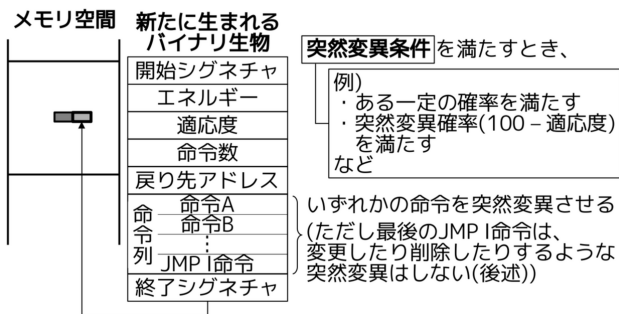 メモリ空間
新たに生まれる
バイナリ生物
開始シグネチャ
エネルギー
適応度
命令数
戻り先アドレス
命令列
命令A
命令B
⋮
JMP I命令
終了シグネチャ
突然変異条件を満たすとき、
例)
・ある一定の確率を満たす
・突然変異確率(100 – 適応度)
を満たす
など
いずれかの命令を突然変異させる
(ただし最後のJMP I命令は、
変更したり削除したりするような
突然変異はしない(後述))